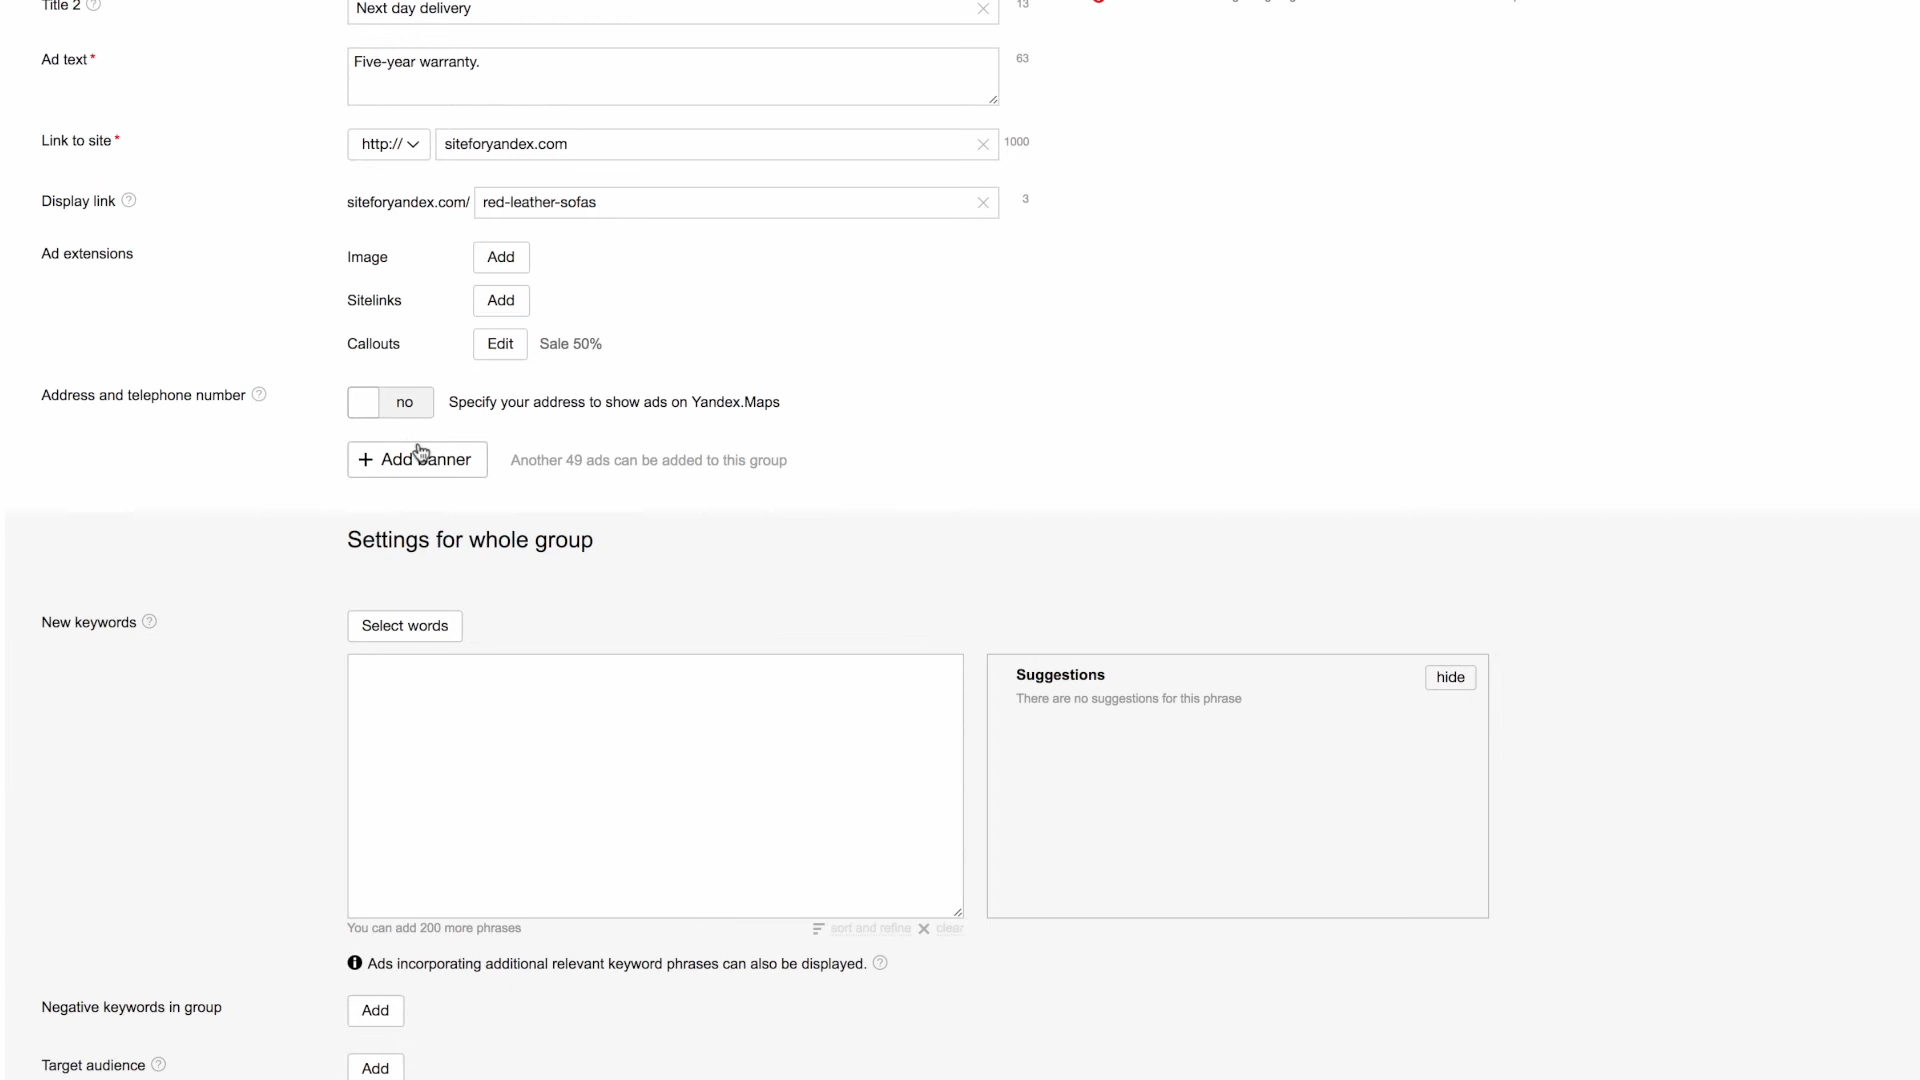 Title 2 ?
Next day delivery
13
Ad text *
Five-year warranty.
63
Link to site *
http://
siteforyandex.com
1000
Display link ?
siteforyandex.com/
red-leather-sofas
3
Ad extensions
Image
Add
Sitelinks
Add
Callouts
Edit
Sale 50%
Address and telephone number ?
no
Specify your address to show ads on Yandex.Maps
+ Add banner
Another 49 ads can be added to this group
Settings for whole group
New keywords ?
Select words
Suggestions
hide
There are no suggestions for this phrase
You can add 200 more phrases
sort and refine
clear
Ads incorporating additional relevant keyword phrases can also be displayed. ?
Negative keywords in group
Add
Target audience ?
Add